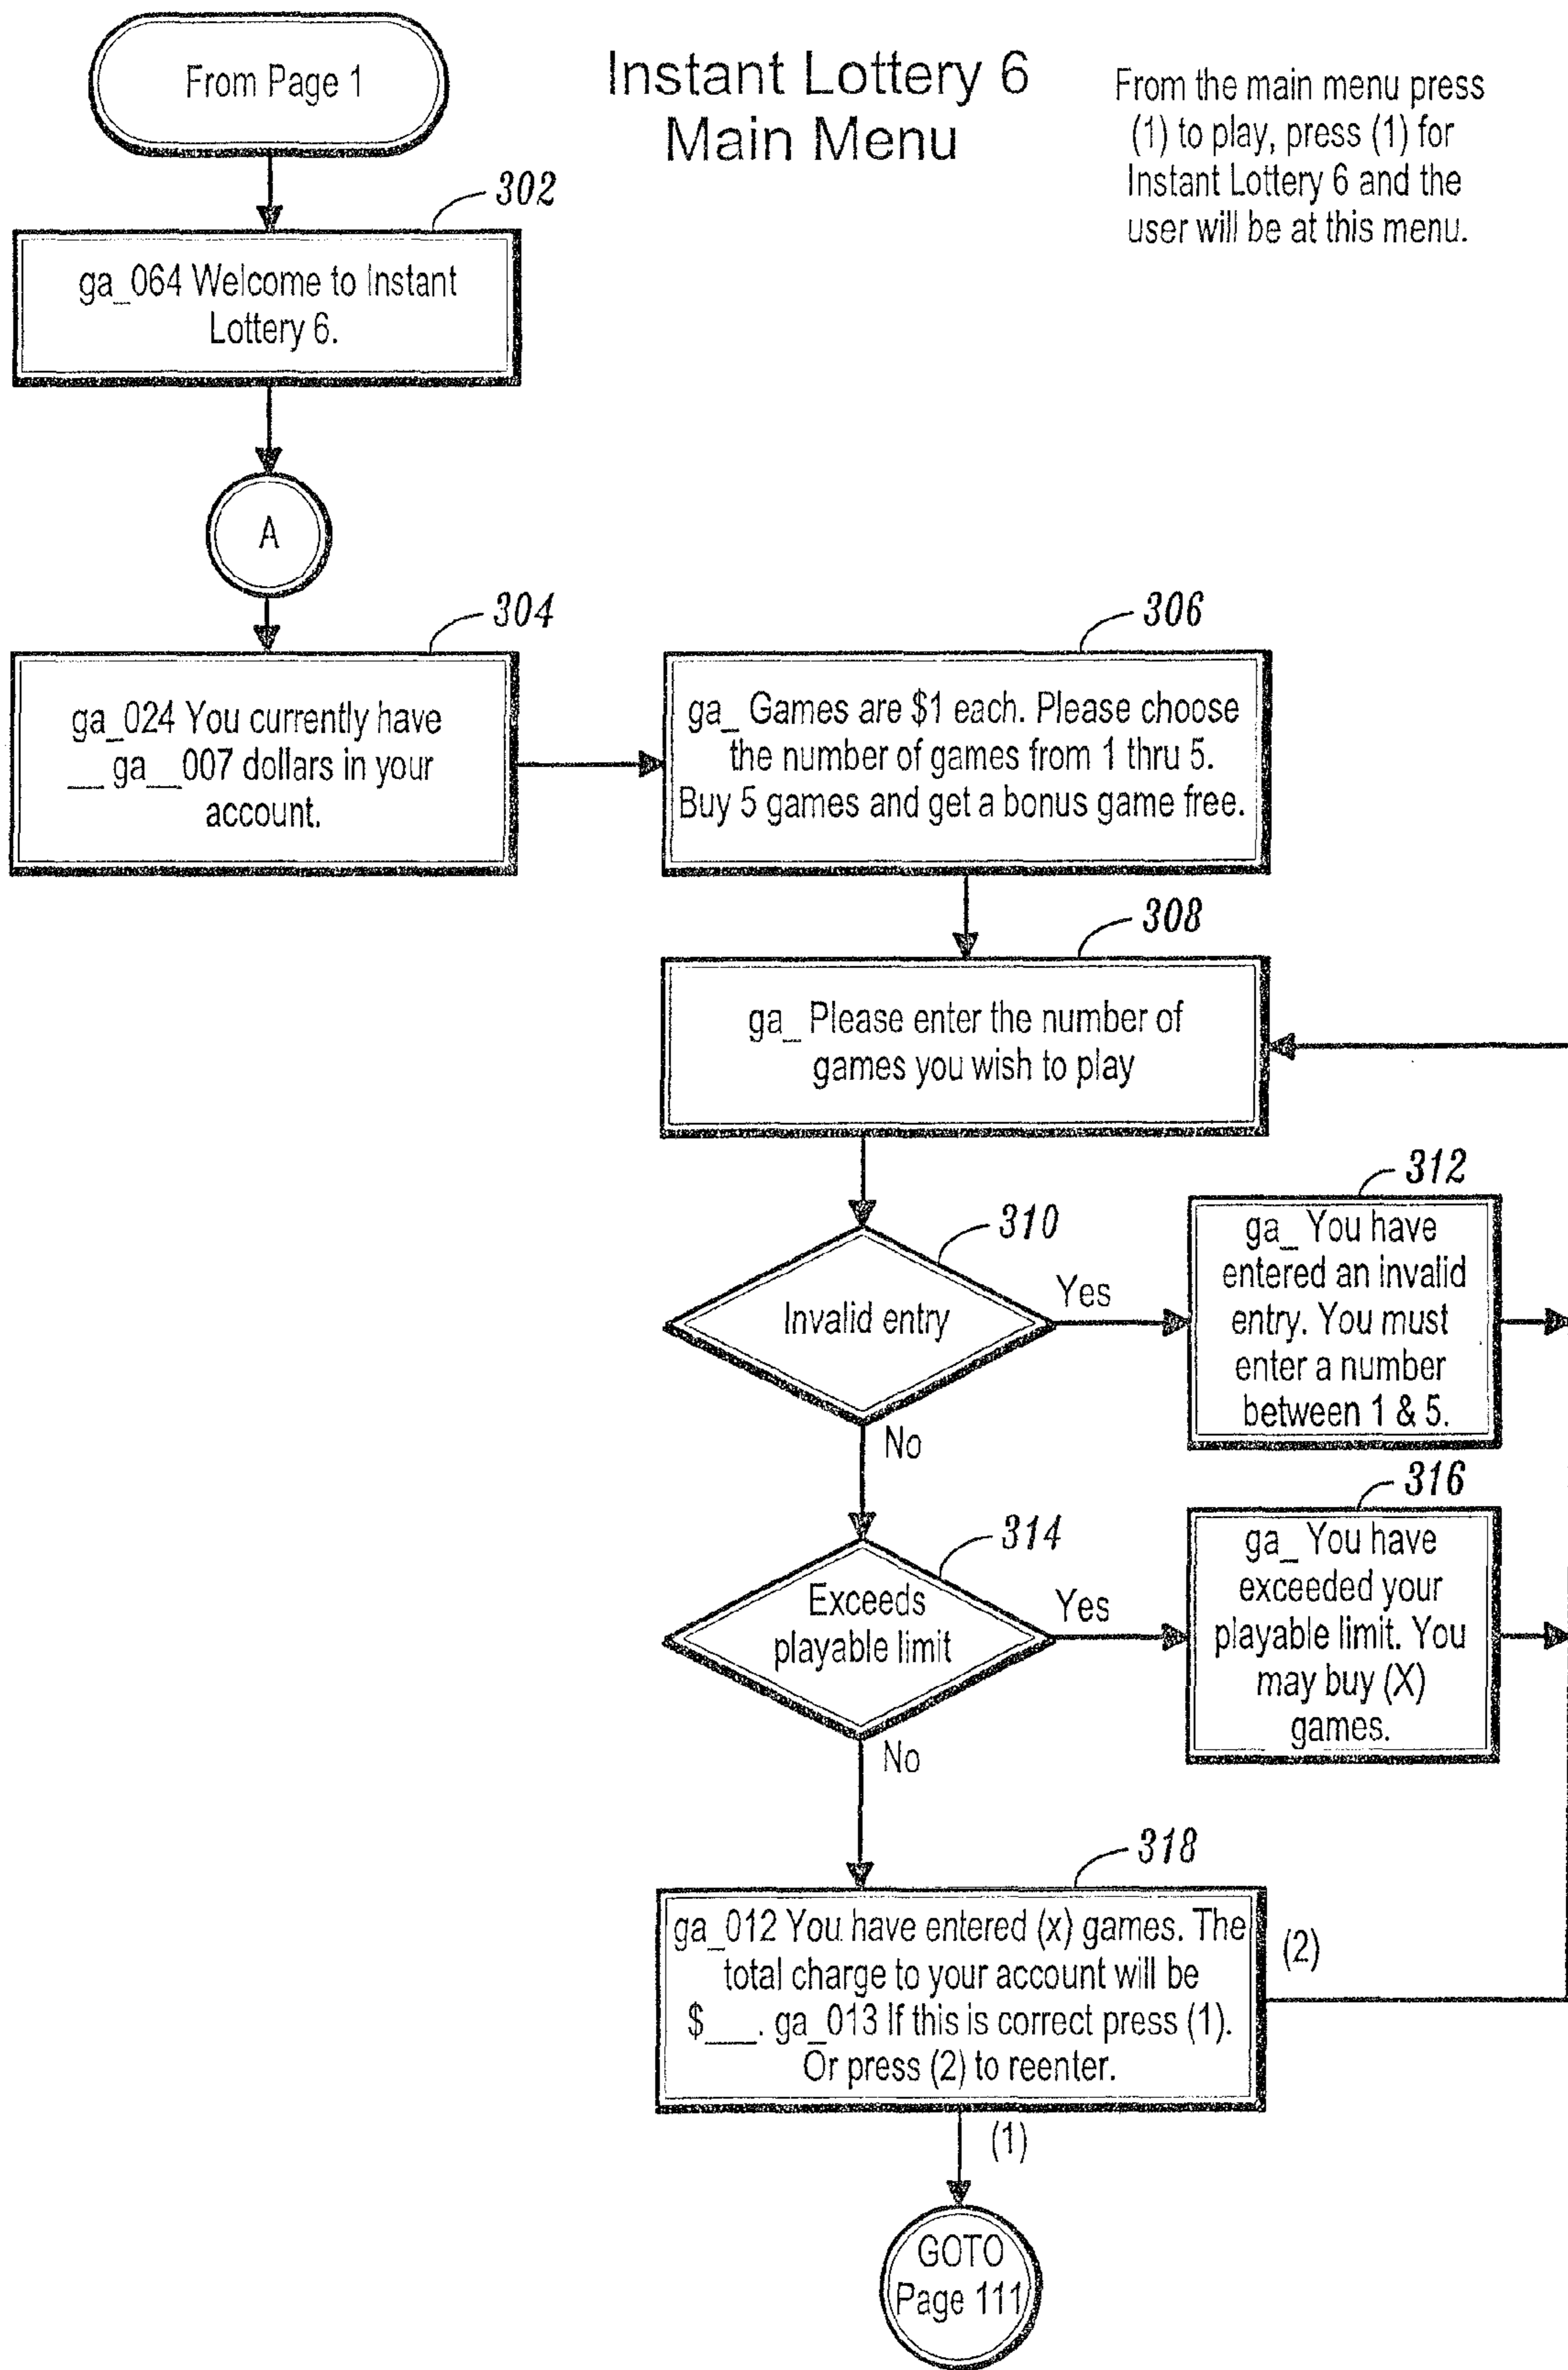 From Page 1
Instant Lottery 6
Main Menu
From the main menu press
(1) to play, press (1) for
Instant Lottery 6 and the
user will be at this menu.
302
ga_064 Welcome to Instant
Lottery 6.
A
304
ga_024 You currently have
__ ga__007 dollars in your
account.
306
ga_ Games are $1 each. Please choose
the number of games from 1 thru 5.
Buy 5 games and get a bonus game free.
308
ga_ Please enter the number of
games you wish to play
310
Invalid entry
Yes
No
312
ga_ You have
entered an invalid
entry. You must
enter a number
between 1 & 5.
314
Exceeds
playable limit
Yes
No
316
ga_ You have
exceeded your
playable limit. You
may buy (X)
games.
318
ga_012 You have entered (x) games. The
total charge to your account will be
$___. ga_013 If this is correct press (1).
Or press (2) to reenter.
(2)
(1)
GOTO
Page 111